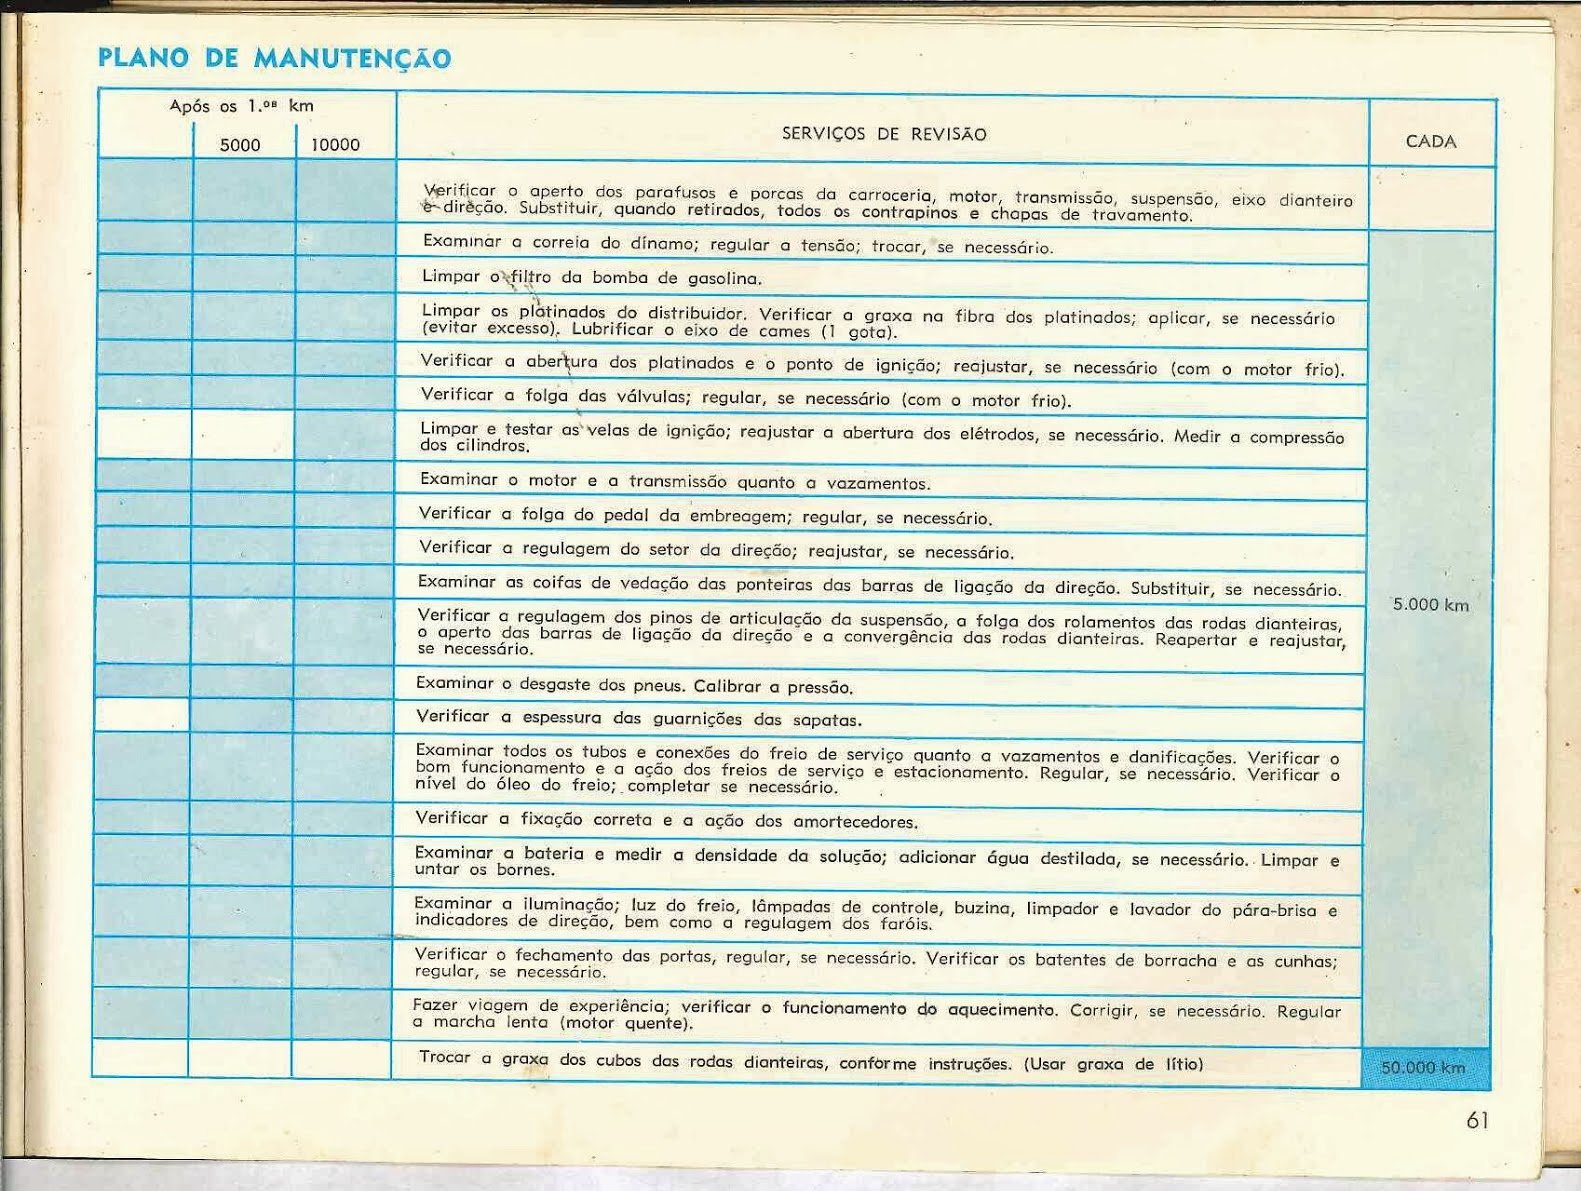 PLANO DE MANUTENÇÃO
Após os 1.ºˢ km
5000
10000
SERVIÇOS DE REVISÃO
CADA
Verificar o aperto dos parafusos e porcas da carroceria, motor, transmissão, suspensão, eixo dianteiro
e direção. Substituir, quando retirados, todos os contrapinos e chapas de travamento.
Examinar a correia do dínamo; regular a tensão; trocar, se necessário.
Limpar o filtro da bomba de gasolina.
Limpar os platinados do distribuidor. Verificar a graxa na fibra dos platinados; aplicar, se necessário
(evitar excesso). Lubrificar o eixo de cames (1 gota).
Verificar a abertura dos platinados e o ponto de ignição; reajustar, se necessário (com o motor frio).
Verificar a folga das válvulas; regular, se necessário (com o motor frio).
Limpar e testar as velas de ignição; reajustar a abertura dos elétrodos, se necessário. Medir a compressão
dos cilindros.
Examinar o motor e a transmissão quanto a vazamentos.
Verificar a folga do pedal da embreagem; regular, se necessário.
Verificar a regulagem do setor da direção; reajustar, se necessário.
Examinar as coifas de vedação das ponteiras das barras de ligação da direção. Substituir, se necessário.
5.000 km
Verificar a regulagem dos pinos de articulação da suspensão, a folga dos rolamentos das rodas dianteiras,
o aperto das barras de ligação da direção e a convergência das rodas dianteiras. Reapertar e reajustar,
se necessário.
Examinar o desgaste dos pneus. Calibrar a pressão.
Verificar a espessura das guarnições das sapatas.
Examinar todos os tubos e conexões do freio de serviço quanto a vazamentos e danificações. Verificar o
bom funcionamento e a ação dos freios de serviço e estacionamento. Regular, se necessário. Verificar o
nível do óleo do freio; completar se necessário.
Verificar a fixação correta e a ação dos amortecedores.
Examinar a bateria e medir a densidade da solução; adicionar água destilada, se necessário. Limpar e
untar os bornes.
Examinar a iluminação; luz do freio, lâmpadas de controle, buzina, limpador e lavador do pára-brisa e
indicadores de direção, bem como a regulagem dos faróis.
Verificar o fechamento das portas, regular, se necessário. Verificar os batentes de borracha e as cunhas;
regular, se necessário.
Fazer viagem de experiência; verificar o funcionamento do aquecimento. Corrigir, se necessário. Regular
a marcha lenta (motor quente).
Trocar a graxa dos cubos das rodas dianteiras, conforme instruções. (Usar graxa de lítio)
50.000 km
61